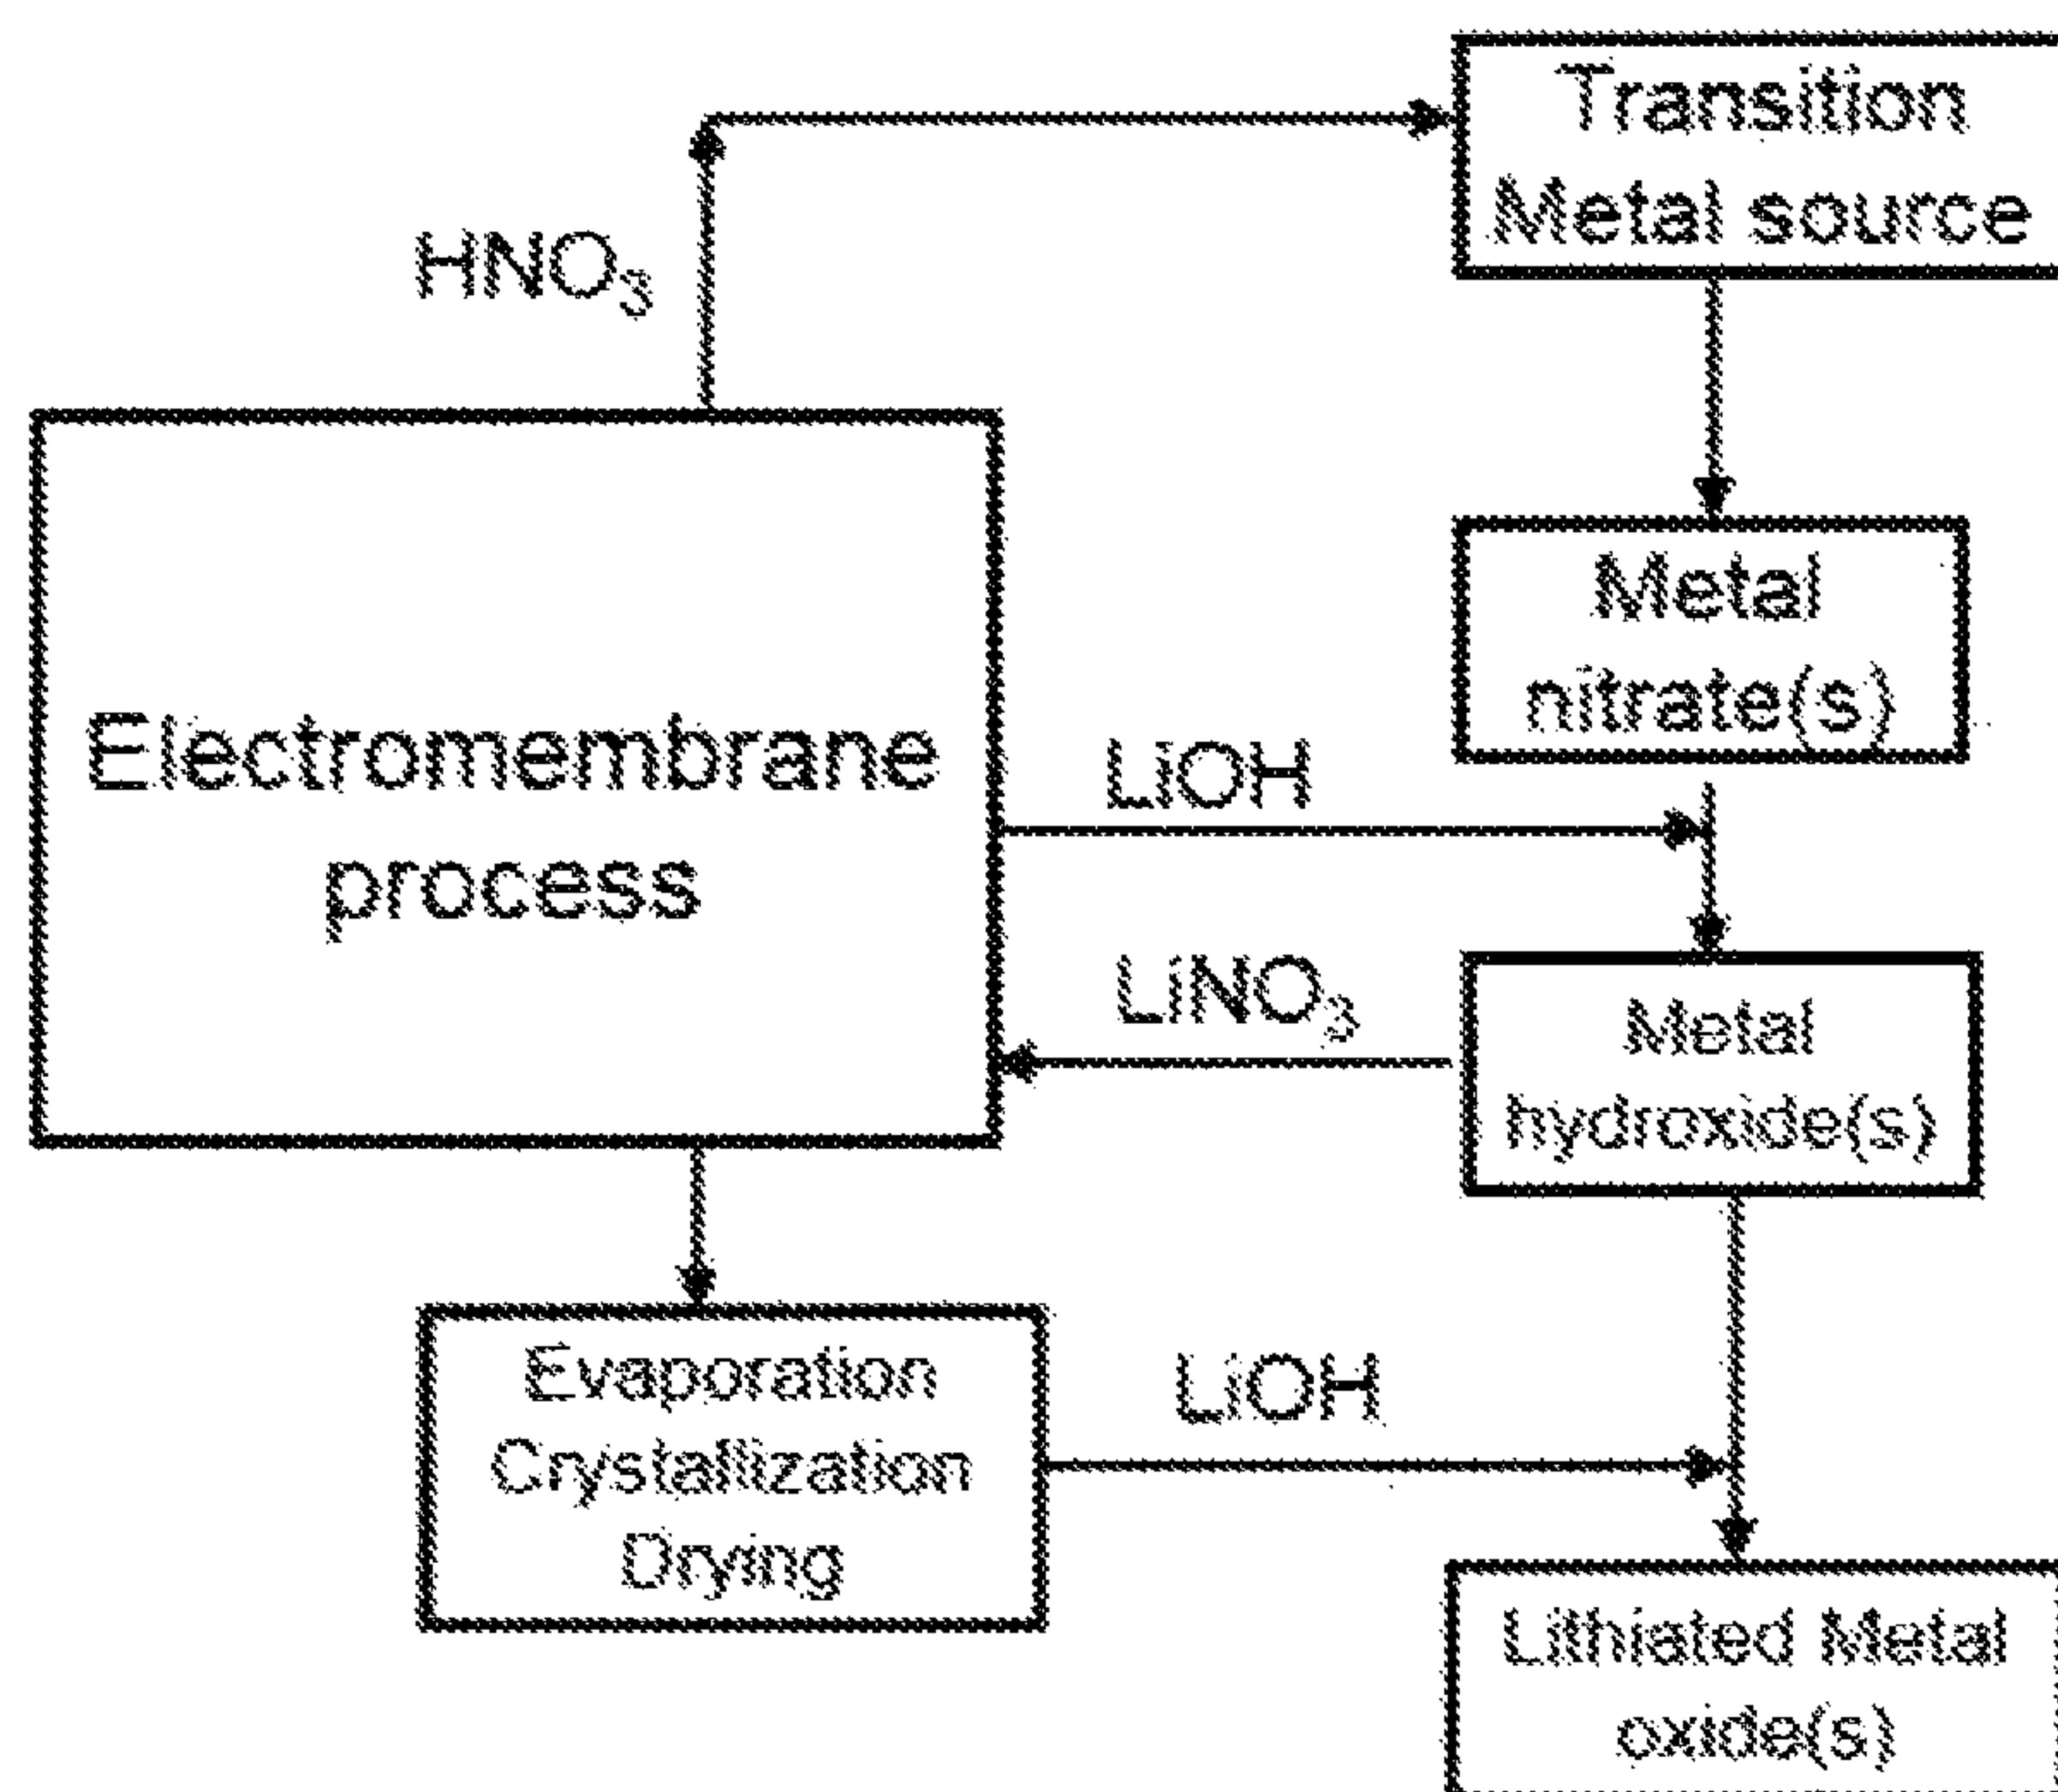 Transition
Metal source
HNO₃
Metal
nitrate(s)
Electromembrane
process
LiOH
LiNO₃
Metal
hydroxide(s)
Evaporation
Crystallization
Drying
LiOH
Lithiated Metal
oxide(s)